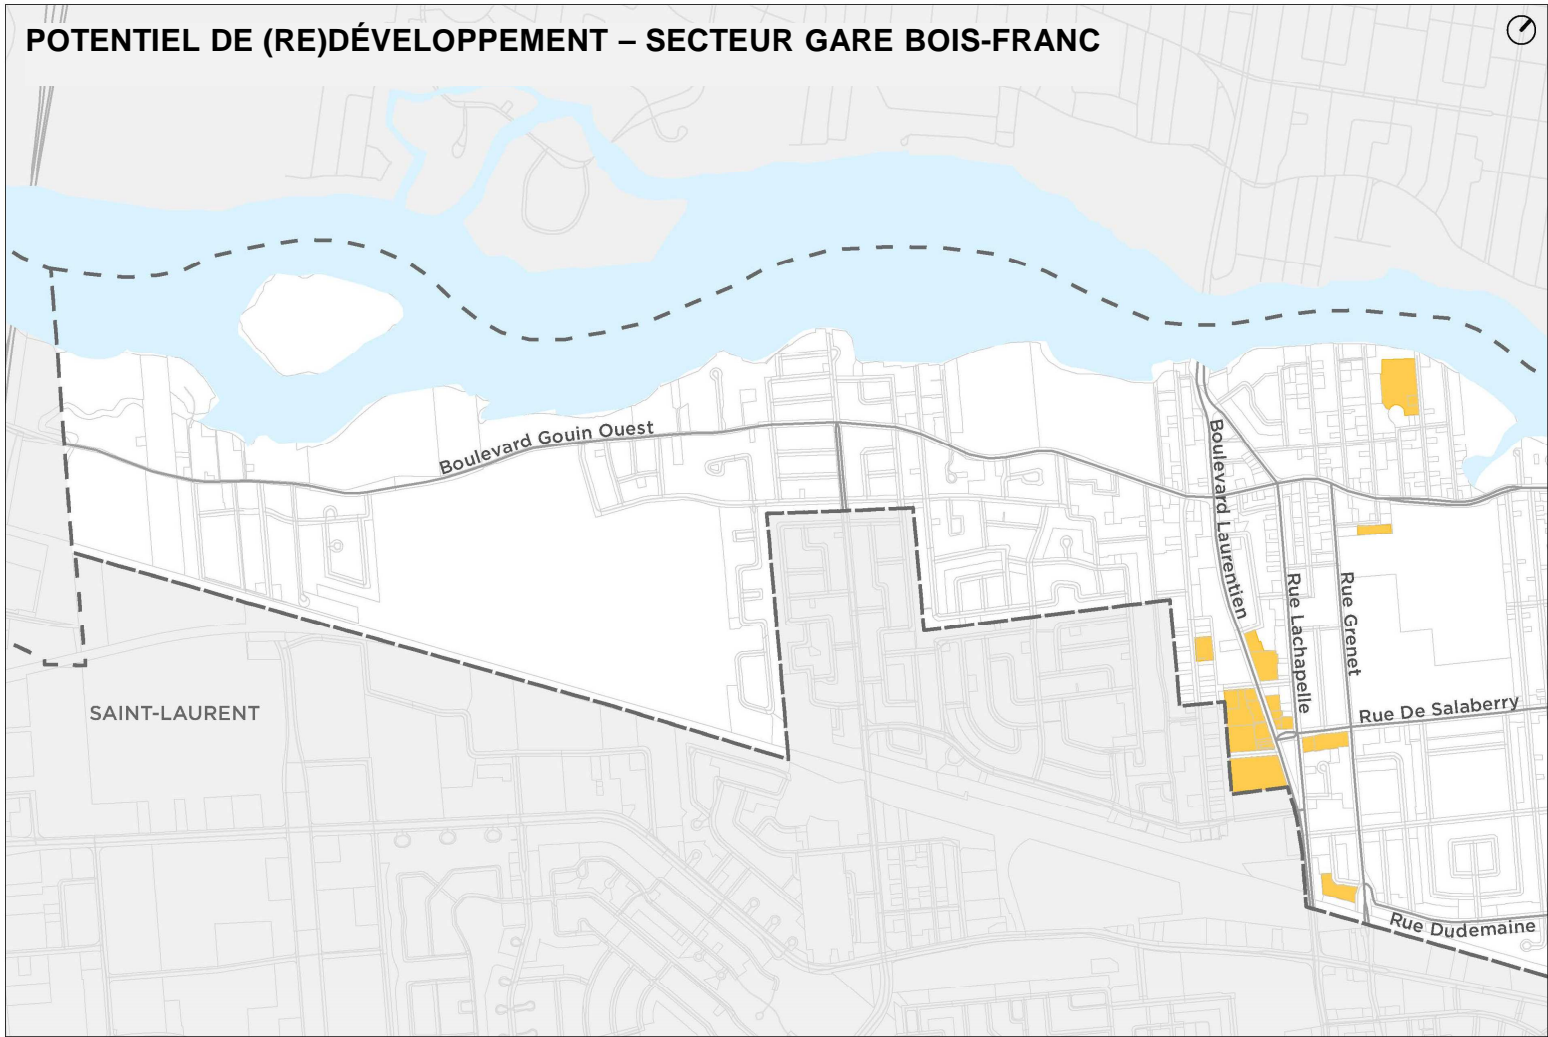 POTENTIEL DE (RE)DÉVELOPPEMENT – SECTEUR GARE BOIS-FRANC
Boulevard Gouin Ouest
Boulevard Laurentien
Rue Lachapelle
Rue Grenet
Rue De Salaberry
SAINT-LAURENT
Rue Dudemaine